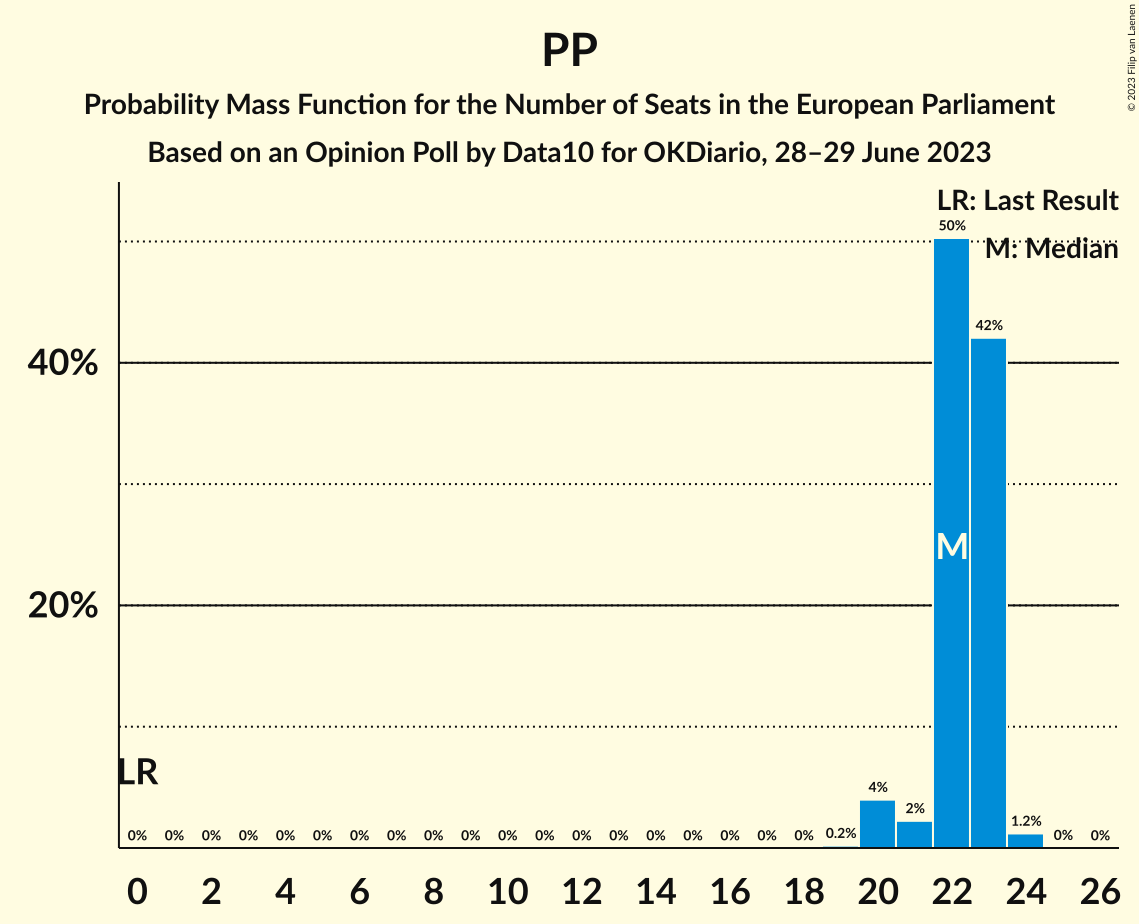 PP
Probability Mass Function for the Number of Seats in the European Parliament
Based on an Opinion Poll by Data10 for OKDiario, 28–29 June 2023
© 2023 Filip van Laenen
LR: Last Result
M: Median
50%
42%
40%
M
20%
LR
0% 0% 0% 0% 0% 0% 0% 0% 0% 0% 0% 0% 0% 0% 0% 0% 0% 0% 0% 0.2% 4% 2% 1.2% 0% 0%
0 2 4 6 8 10 12 14 16 18 20 22 24 26